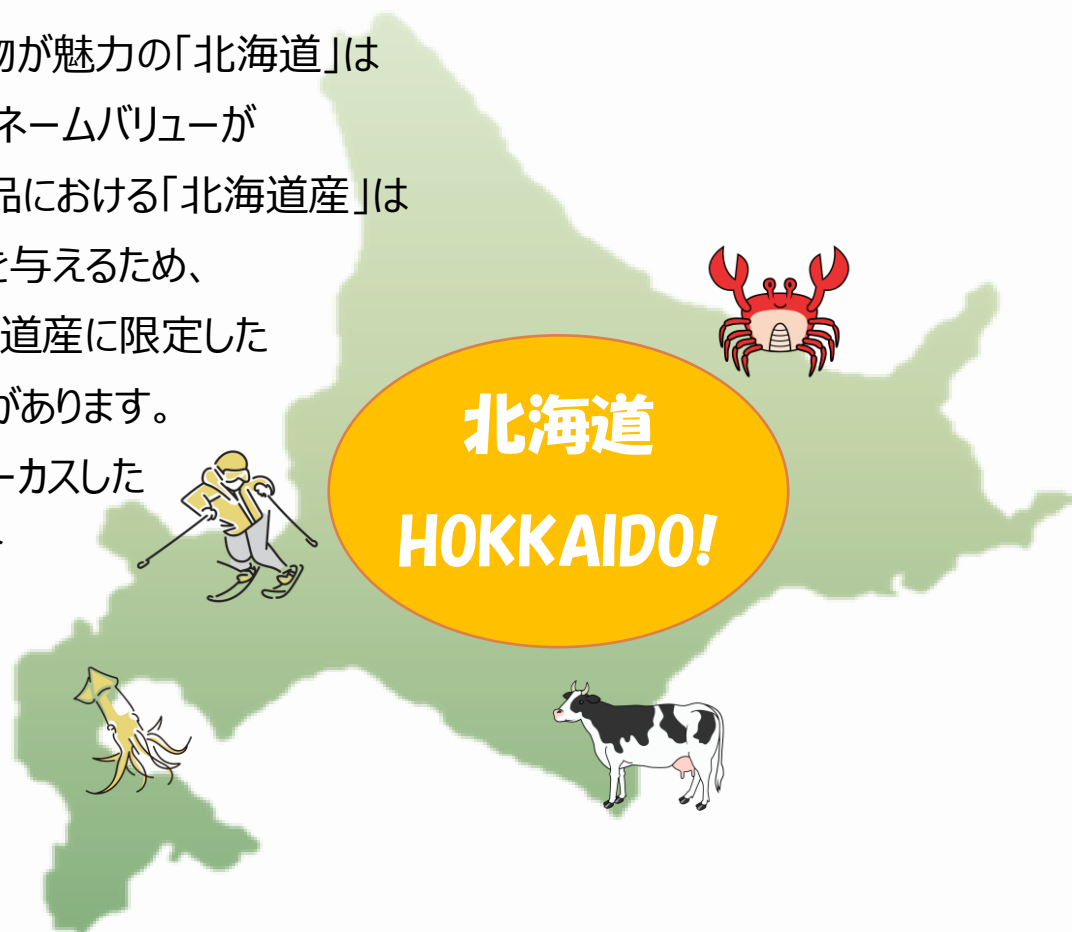 物が魅力の「北海道」は
ネームバリューが
品における「北海道産」は
を与えるため、
道産に限定した
があります。
ーカスした
北海道
HOKKAIDO!